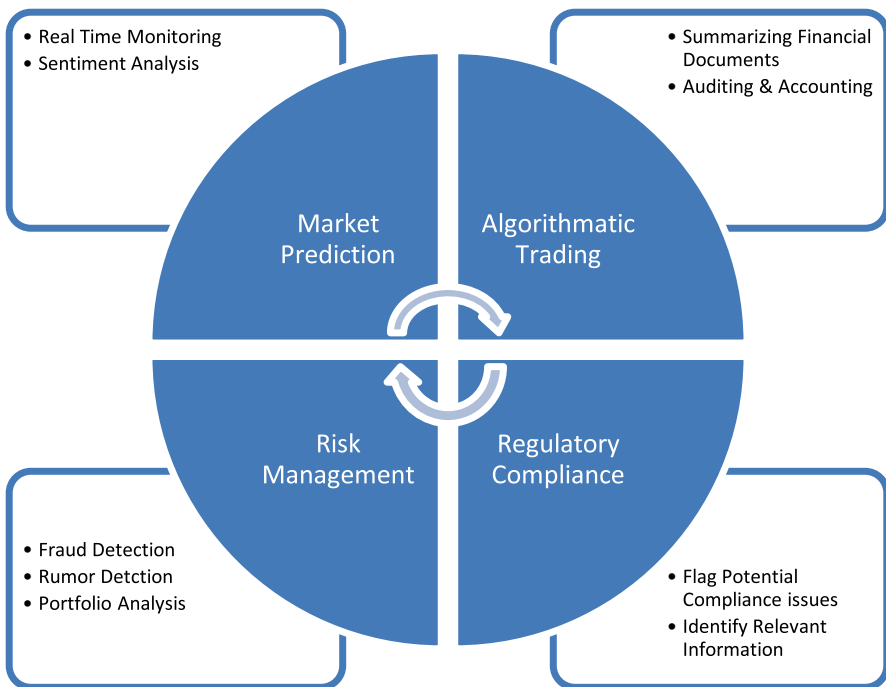 • Real Time Monitoring
• Sentiment Analysis
• Summarizing Financial
Documents
• Auditing & Accounting
Market
Prediction
Algorithmatic
Trading
Risk
Management
Regulatory
Compliance
• Fraud Detection
• Rumor Detction
• Portfolio Analysis
• Flag Potential
Compliance issues
• Identify Relevant
Information